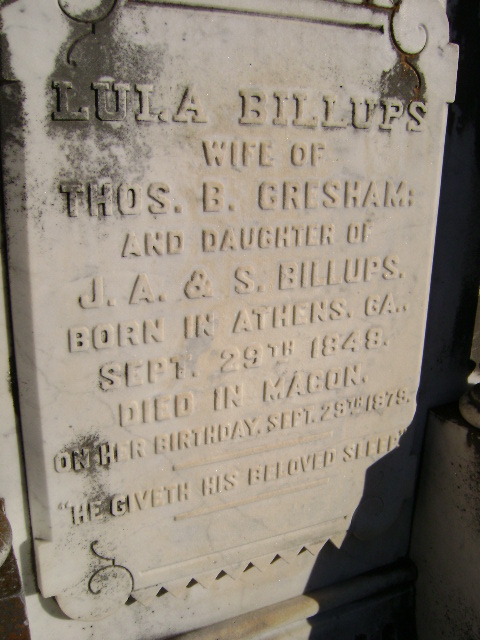 LULA BILLUPS
WIFE OF
THOS. B. GRESHAM:
AND DAUGHTER OF
J. A. & S. BILLUPS.
BORN IN ATHENS. GA.,
SEPT. 29TH 1848.
DIED IN MACON.
ON HER BIRTHDAY. SEPT. 29TH 1879.
"HE GIVETH HIS BELOVED SLEEP"